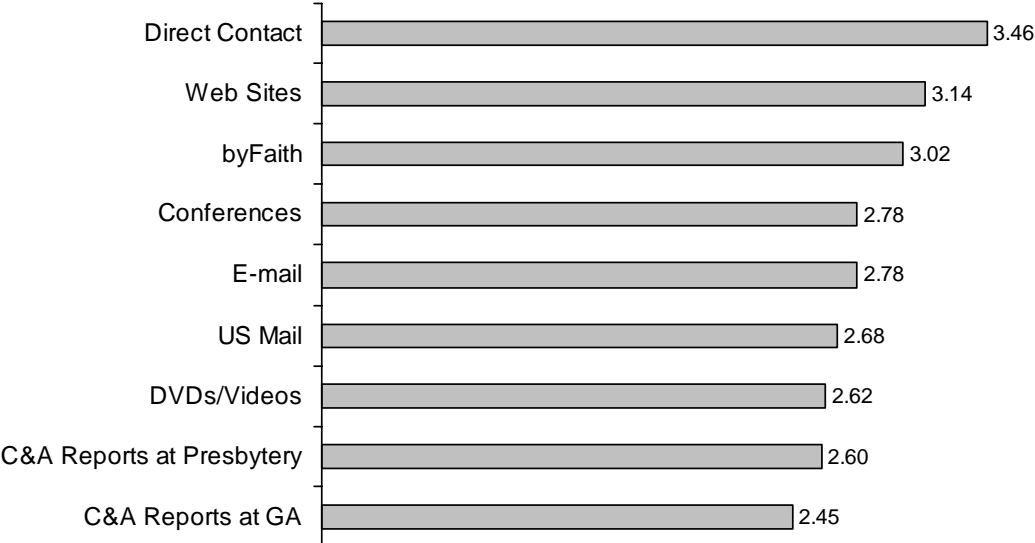 Direct Contact 3.46
Web Sites 3.14
byFaith 3.02
Conferences 2.78
E-mail 2.78
US Mail 2.68
DVDs/Videos 2.62
C&A Reports at Presbytery 2.60
C&A Reports at GA 2.45